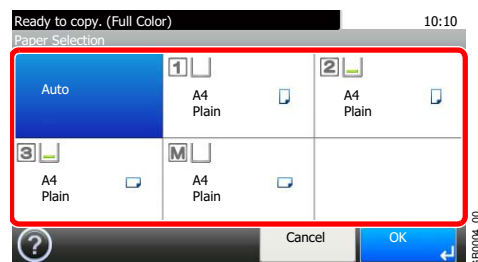 Ready to copy. (Full Color) 10:10
Paper Selection
Auto
1
A4
Plain
2
A4
Plain
3
A4
Plain
M
A4
Plain
?
Cancel
OK